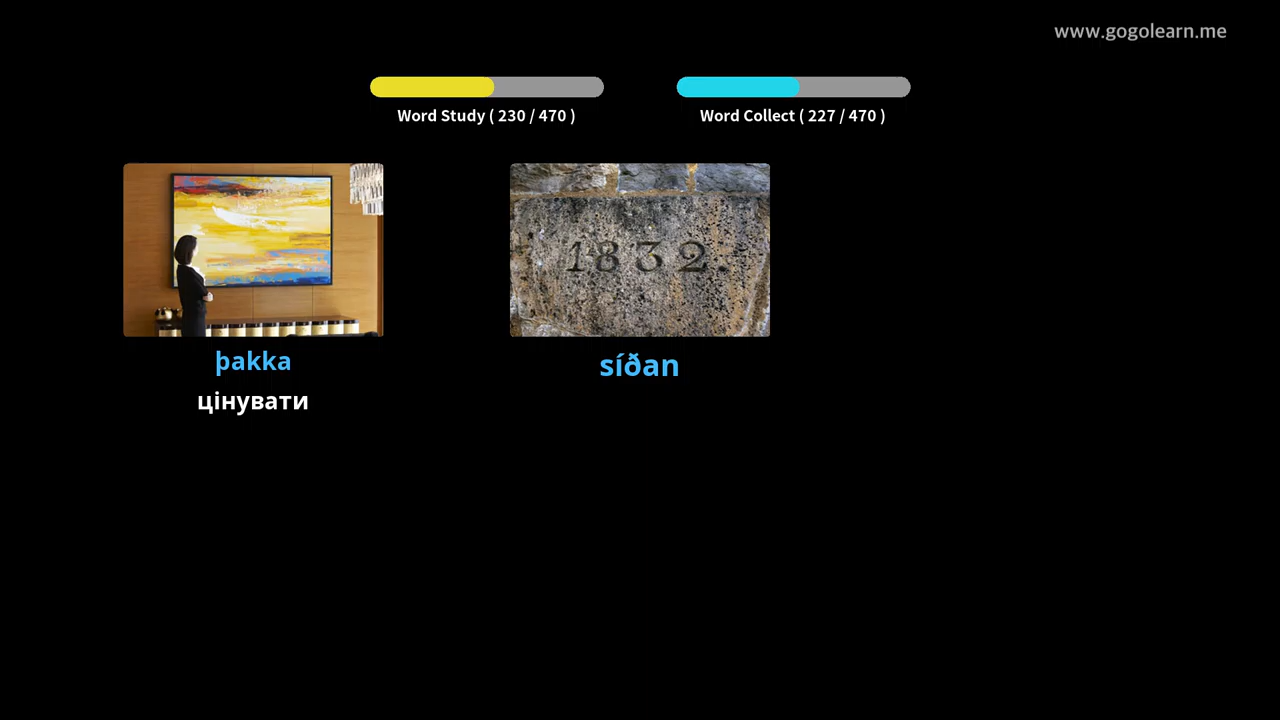 www.gogolearn.me
Word Study ( 230 / 470 )
Word Collect ( 227 / 470 )
1832.
þakka
síðan
цінувати